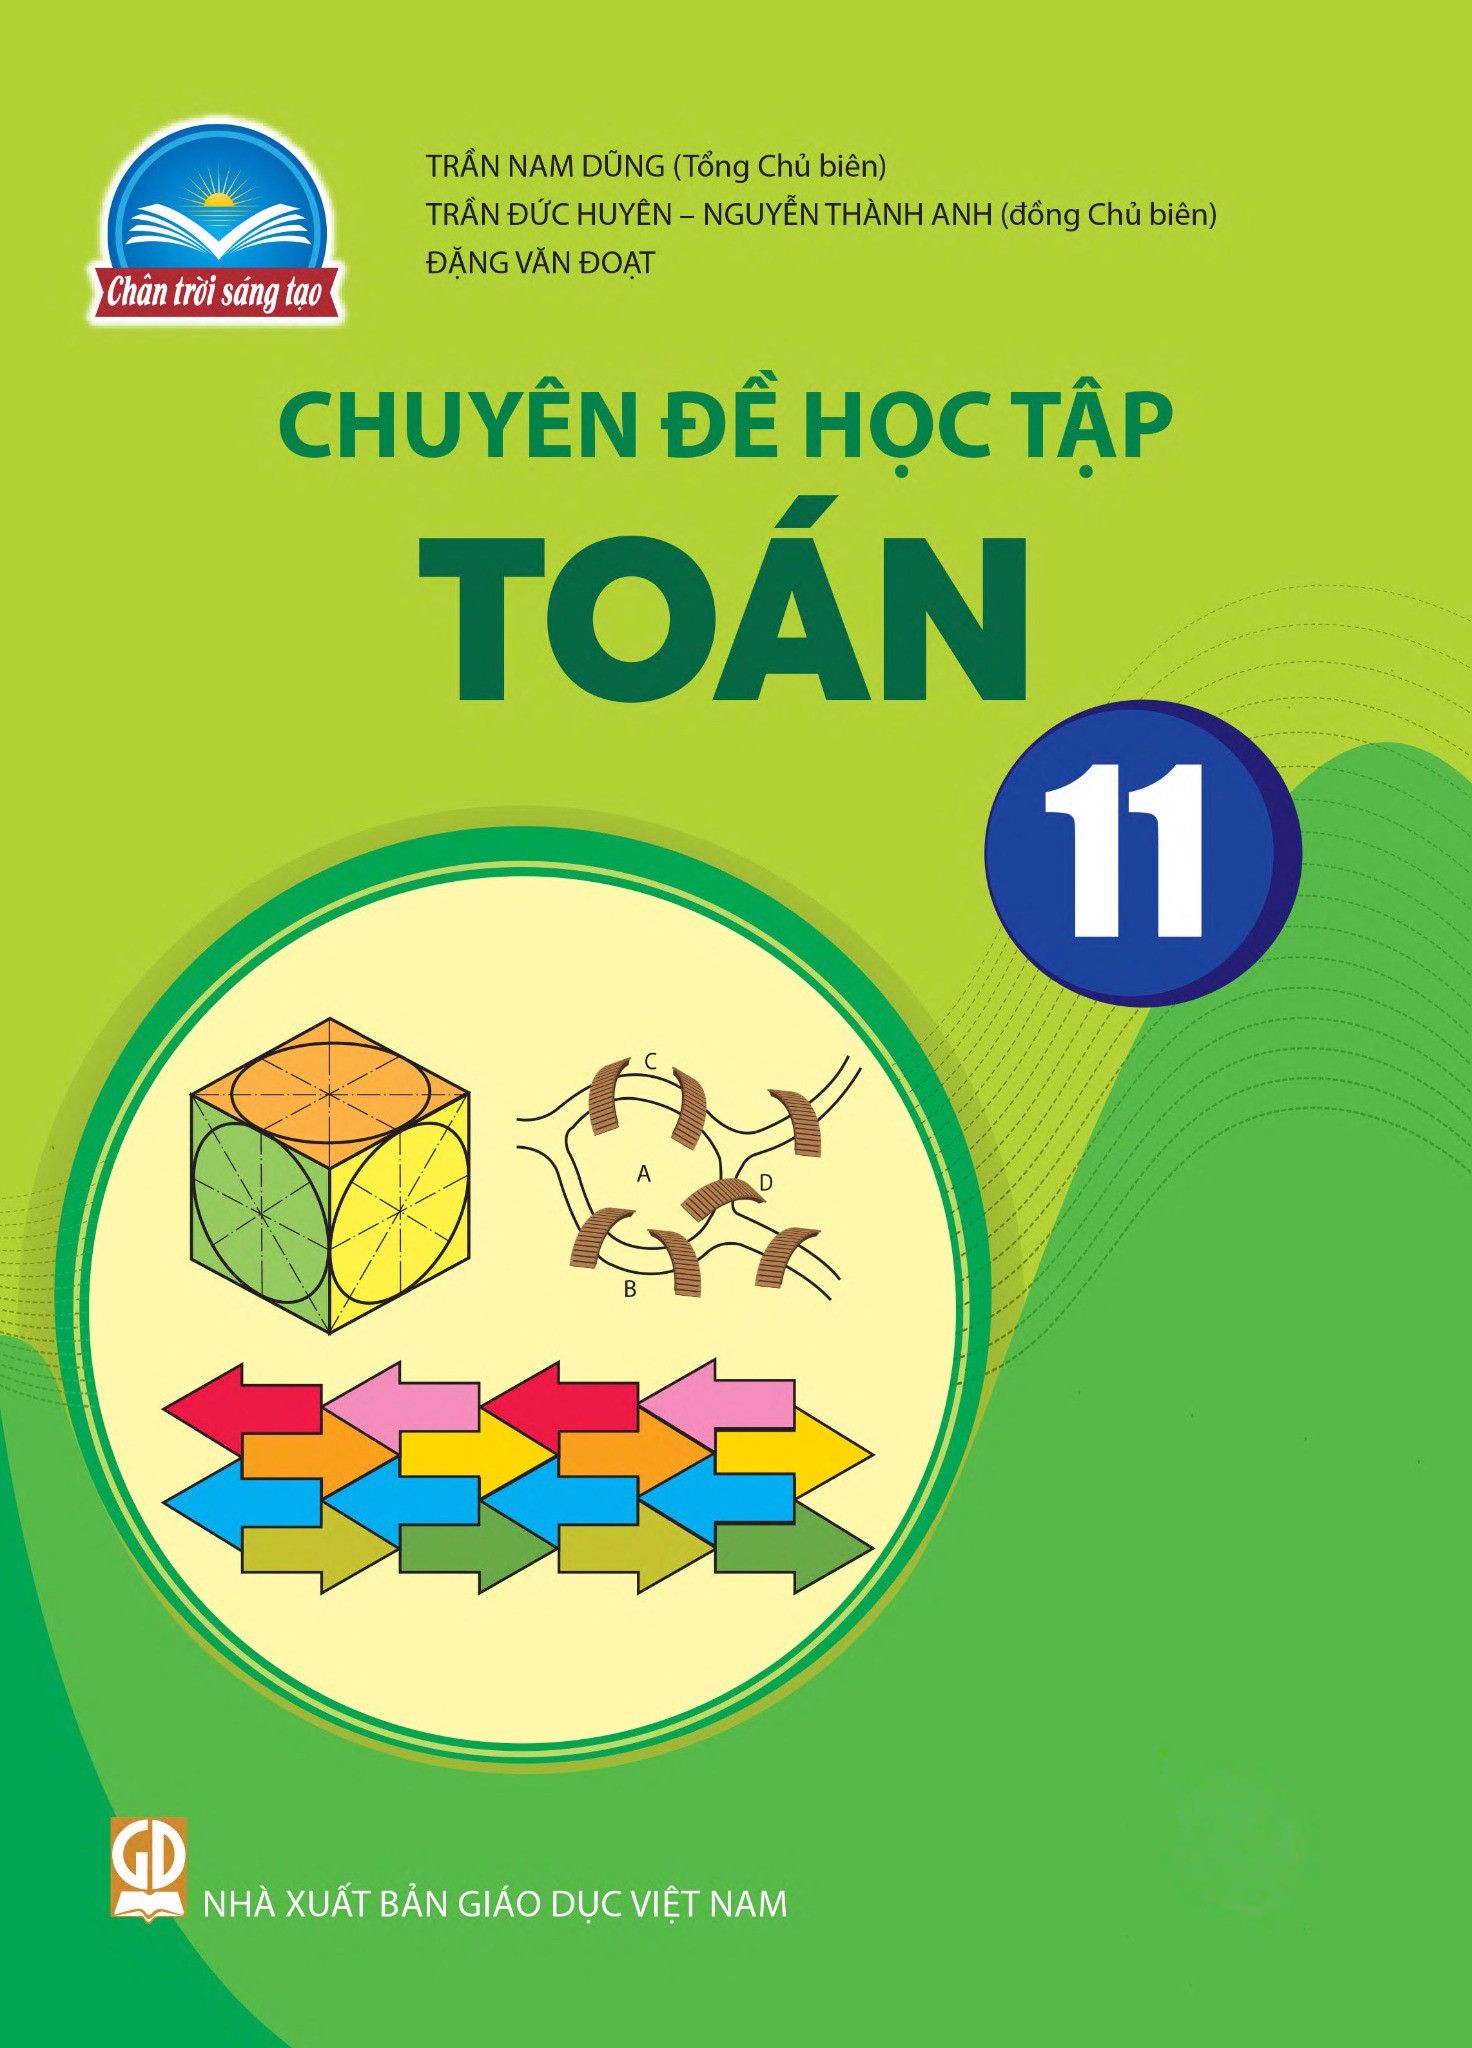 Chân trời sáng tạo
TRẦN NAM DŨNG (Tổng Chủ biên)
TRẦN ĐỨC HUYÊN – NGUYỄN THÀNH ANH (đồng Chủ biên)
ĐẶNG VĂN ĐOẠT
CHUYÊN ĐỀ HỌC TẬP
TOÁN
11
C
A
D
B
GD
NHÀ XUẤT BẢN GIÁO DỤC VIỆT NAM